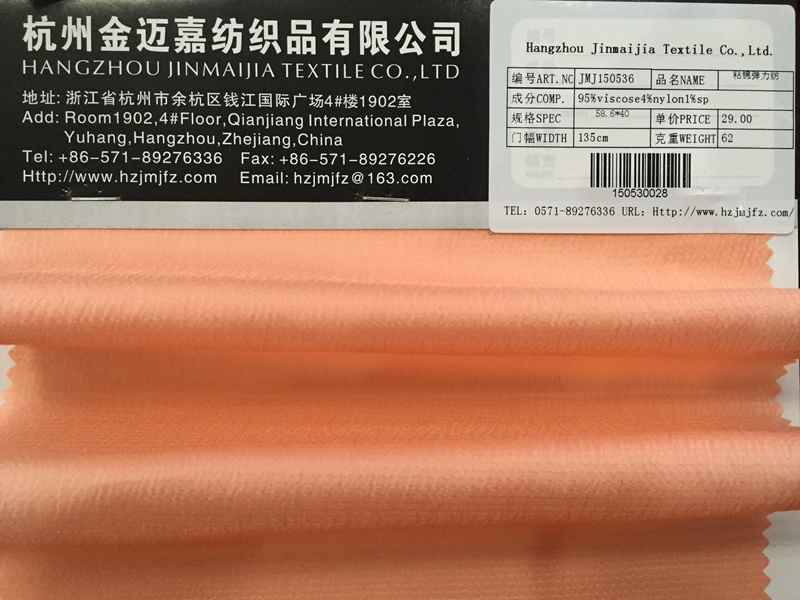 杭州金迈嘉纺织品有限公司
HANGZHOU JINMAIJIA TEXTILE CO.,LTD
地址: 浙江省杭州市余杭区钱江国际广场4#楼1902室
Add: Room1902,4#Floor,Qianjiang International Plaza,
Yuhang,Hangzhou,Zhejiang,China
Tel: +86-571-89276336 Fax: +86-571-89276226
Http://www.hzjmjfz.com Email: hzjmjfz@163.com
Hangzhou Jinmaijia Textile Co.,Ltd.
编号ART.NO JMJ150536 品名NAME 粘棉弹力纺
成分COMP. 95%viscose4%nylon1%sp
规格SPEC 58.6*40 单价PRICE 29.00
门幅WIDTH 135cm 克重WEIGHT 62
150530028
TEL: 0571-89276336 URL: Http://www.hzjmjfz.com/